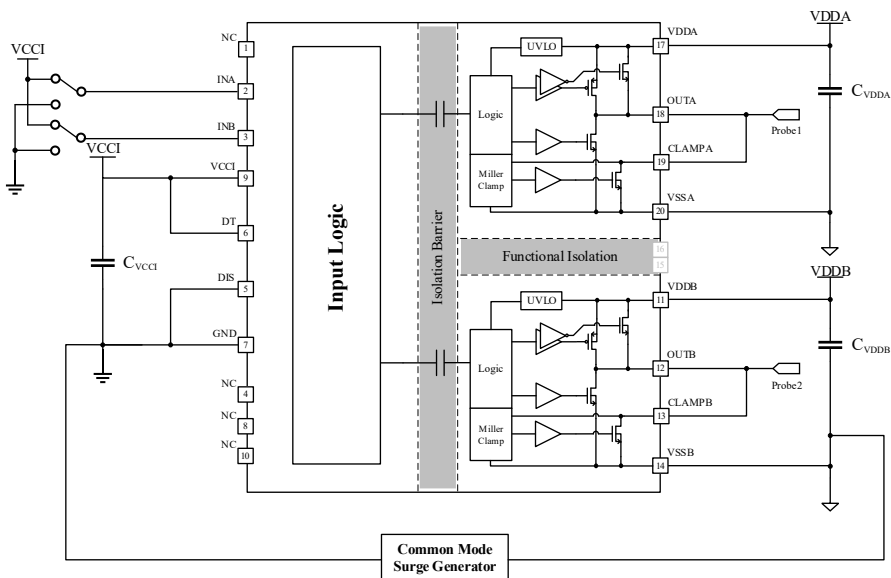 VDDA
NC
1
VCCI
INA
2
INB
3
VCCI
VCCI
9
DT
6
CVCCI
DIS
5
GND
7
NC
4
NC
8
NC
10
Input Logic
Isolation Barrier
UVLO
Logic
Miller
Clamp
VDDA
17
OUTA
18
CLAMPA
19
VSSA
20
Probe1
CVDDA
Functional Isolation
16
15
VDDB
UVLO
Logic
Miller
Clamp
VDDB
11
OUTB
12
CLAMPB
13
VSSB
14
Probe2
CVDDB
Common Mode
Surge Generator